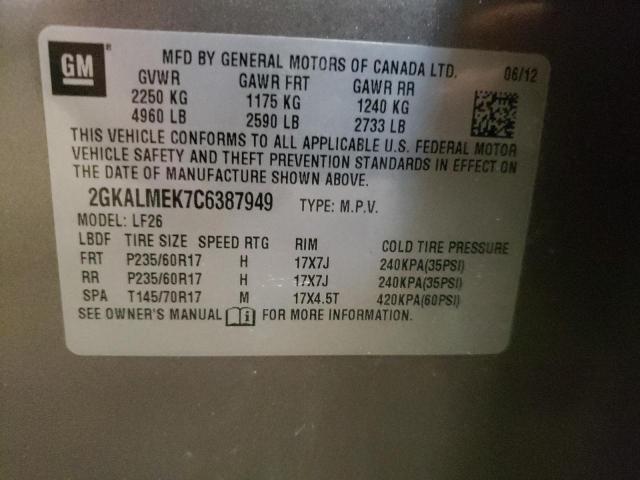 GM ®
MFD BY GENERAL MOTORS OF CANADA LTD. 06/12
GVWR GAWR FRT GAWR RR
2250 KG 1175 KG 1240 KG
4960 LB 2590 LB 2733 LB
THIS VEHICLE CONFORMS TO ALL APPLICABLE U.S. FEDERAL MOTOR
VEHICLE SAFETY AND THEFT PREVENTION STANDARDS IN EFFECT ON
THE DATE OF MANUFACTURE SHOWN ABOVE.
2GKALMEK7C6387949 TYPE: M.P.V.
MODEL: LF26
LBDF TIRE SIZE SPEED RTG RIM COLD TIRE PRESSURE
FRT P235/60R17 H 17X7J 240KPA(35PSI)
RR P235/60R17 H 17X7J 240KPA(35PSI)
SPA T145/70R17 M 17X4.5T 420KPA(60PSI)
SEE OWNER'S MANUAL FOR MORE INFORMATION.